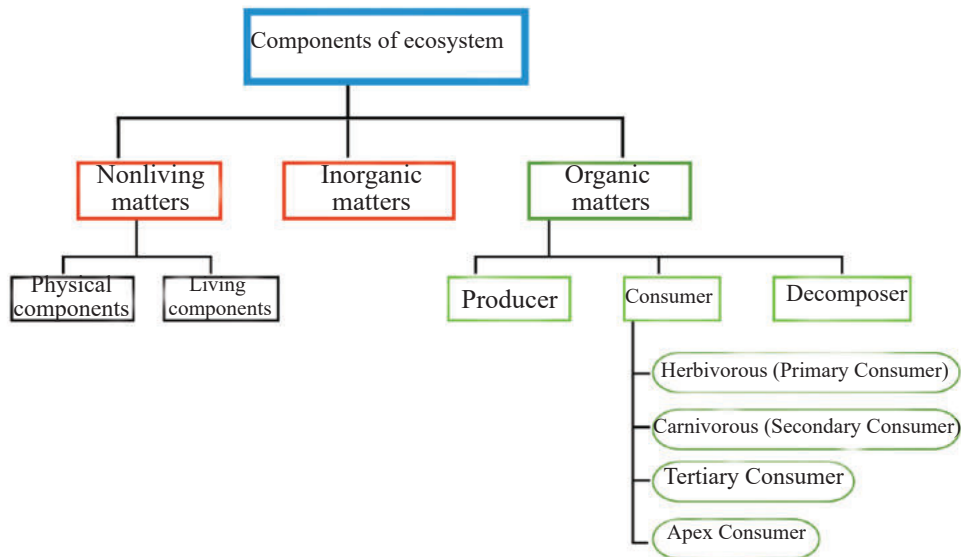 Components of ecosystem
Nonliving
matters
Inorganic
matters
Organic
matters
Physical
components
Living
components
Producer
Consumer
Decomposer
Herbivorous (Primary Consumer)
Carnivorous (Secondary Consumer)
Tertiary Consumer
Apex Consumer